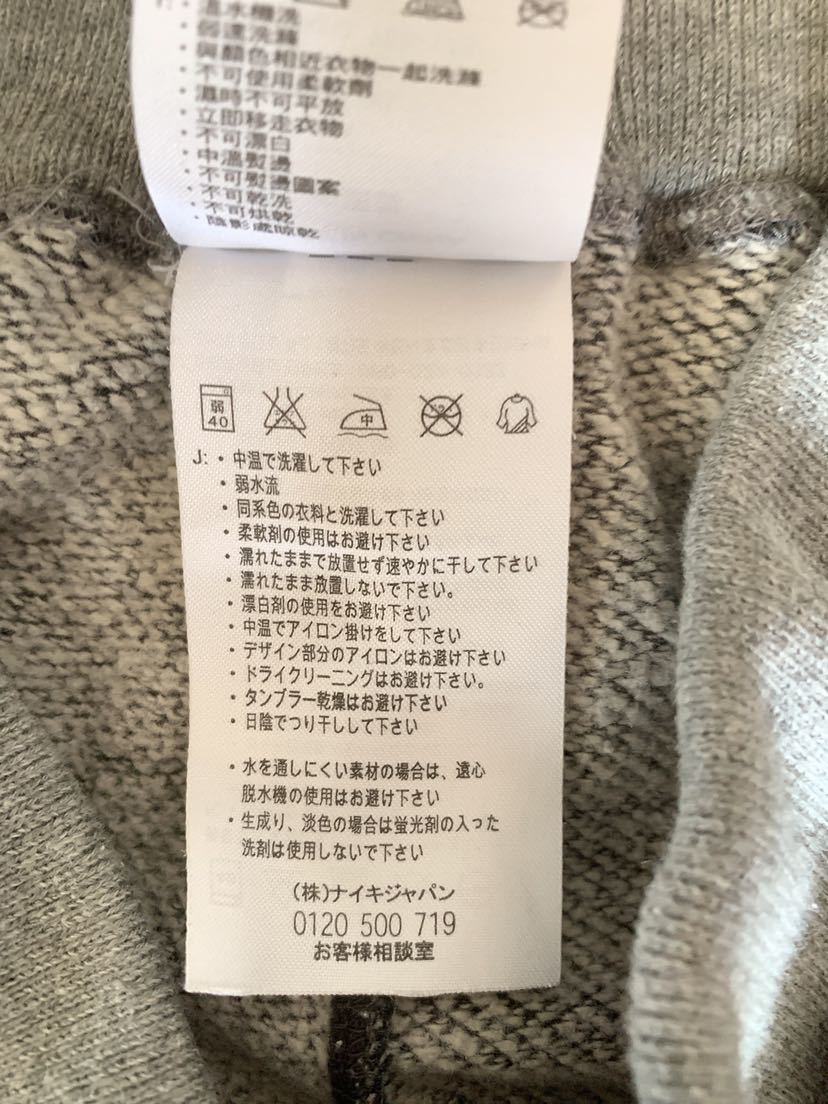 ・溫水機洗
・弱速洗滌
・與顏色相近衣物一起洗滌
・不可使用柔軟劑
・濕時不可平放
・立即移走衣物
・不可漂白
・中溫熨燙
・不可熨燙圖案
・不可乾洗
・不可烘乾
・陰影處晾乾
弱
40
中
J:・中温で洗濯して下さい
・弱水流
・同系色の衣料と洗濯して下さい
・柔軟剤の使用はお避け下さい
・濡れたままで放置せず速やかに干して下さい
・濡れたまま放置しないで下さい。
・漂白剤の使用をお避け下さい
・中温でアイロン掛けをして下さい
・デザイン部分のアイロンはお避け下さい
・ドライクリーニングはお避け下さい。
・タンブラー乾燥はお避け下さい
・日陰でつり干しして下さい
・水を通しにくい素材の場合は、遠心
脱水機の使用はお避け下さい
・生成り、淡色の場合は蛍光剤の入った
洗剤は使用しないで下さい
(株)ナイキジャパン
0120 500 719
お客様相談室